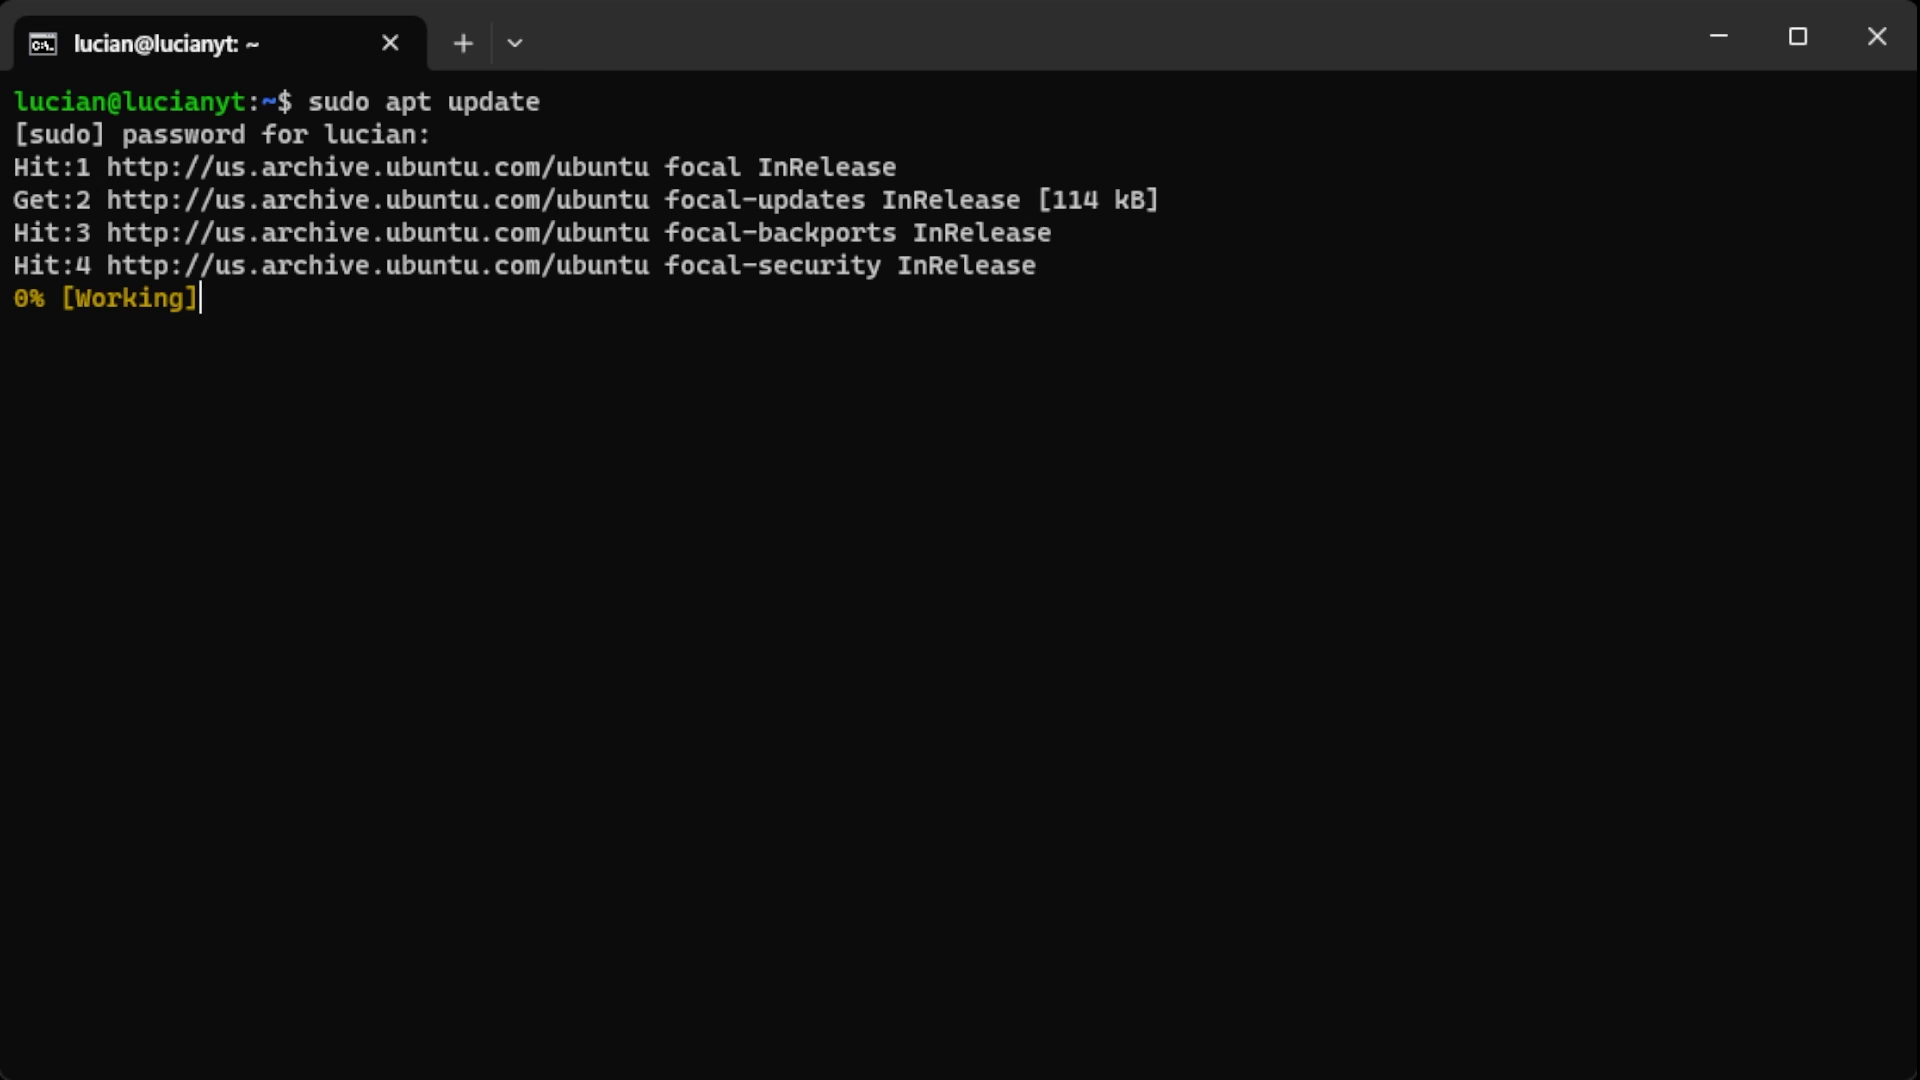 lucian@lucianyt: ~
lucian@lucianyt:~$ sudo apt update
[sudo] password for lucian:
Hit:1 http://us.archive.ubuntu.com/ubuntu focal InRelease
Get:2 http://us.archive.ubuntu.com/ubuntu focal-updates InRelease [114 kB]
Hit:3 http://us.archive.ubuntu.com/ubuntu focal-backports InRelease
Hit:4 http://us.archive.ubuntu.com/ubuntu focal-security InRelease
0% [Working]